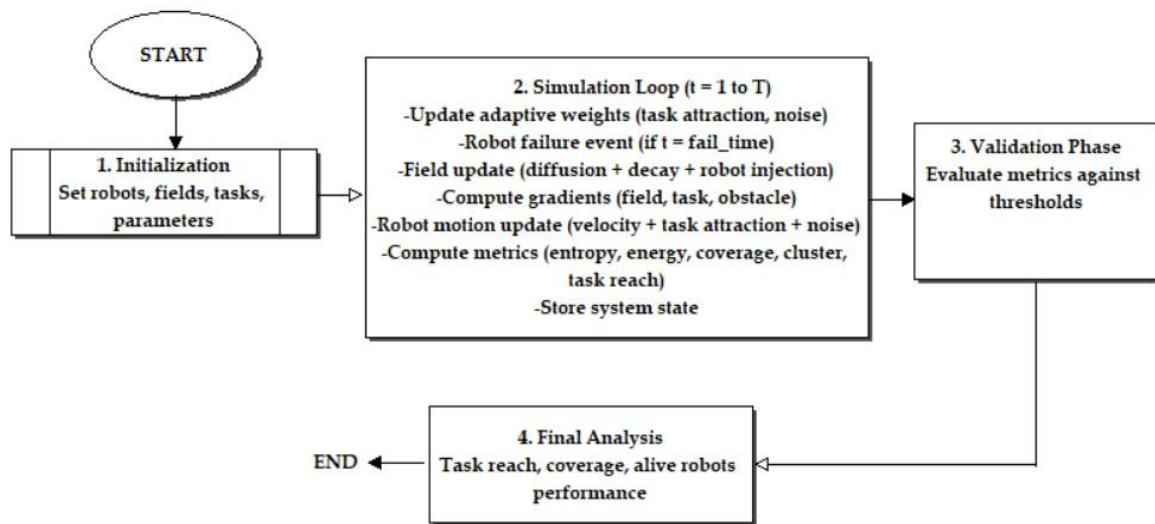 START
1. Initialization
Set robots, fields, tasks,
parameters
2. Simulation Loop (t = 1 to T)
-Update adaptive weights (task attraction, noise)
-Robot failure event (if t = fail_time)
-Field update (diffusion + decay + robot injection)
-Compute gradients (field, task, obstacle)
-Robot motion update (velocity + task attraction + noise)
-Compute metrics (entropy, energy, coverage, cluster,
task reach)
-Store system state
3. Validation Phase
Evaluate metrics against
thresholds
4. Final Analysis
Task reach, coverage, alive robots
performance
END